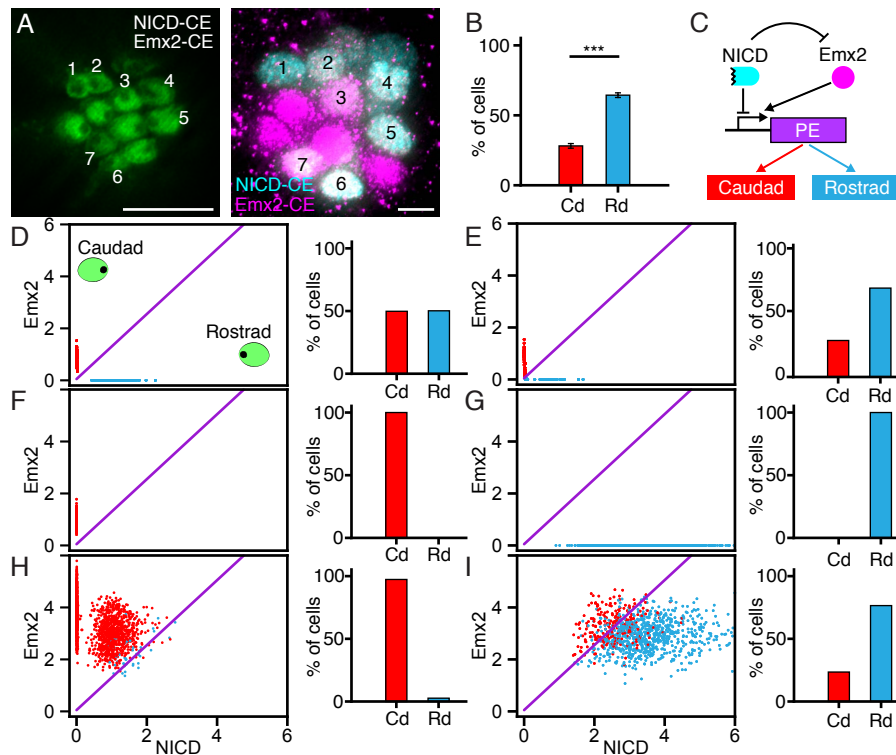 A
NICD-CE
Emx2-CE
1
2
3
4
5
7
6
1
2
3
4
5
7
6
NICD-CE
Emx2-CE
B
100
50
0
% of cells
***
Cd
Rd
C
NICD
Emx2
PE
Caudad
Rostrad
D
6
4
2
0
Emx2
Caudad
Rostrad
100
50
0
% of cells
Cd
Rd
E
6
4
2
0
Emx2
100
50
0
% of cells
Cd
Rd
F
4
2
0
Emx2
100
50
0
% of cells
Cd
Rd
G
4
2
0
Emx2
100
50
0
% of cells
Cd
Rd
H
4
2
0
Emx2
0
2
4
6
NICD
100
50
0
% of cells
Cd
Rd
I
4
2
0
Emx2
0
2
4
6
NICD
100
50
0
% of cells
Cd
Rd